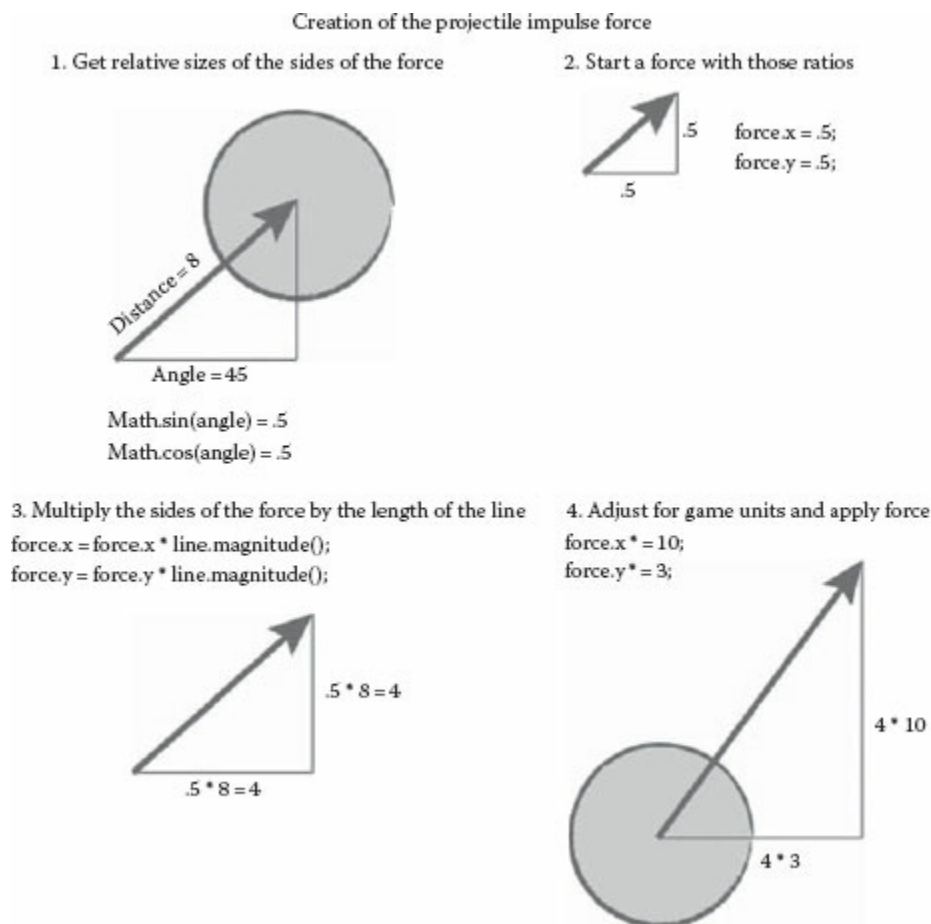 Creation of the projectile impulse force
1. Get relative sizes of the sides of the force
Distance = 8
Angle = 45
Math.sin(angle) = .5
Math.cos(angle) = .5
2. Start a force with those ratios
.5
.5
force.x = .5;
force.y = .5;
3. Multiply the sides of the force by the length of the line
force.x = force.x * line.magnitude();
force.y = force.y * line.magnitude();
.5 * 8 = 4
.5 * 8 = 4
4. Adjust for game units and apply force
force.x * = 10;
force.y * = 3;
4 * 10
4 * 3